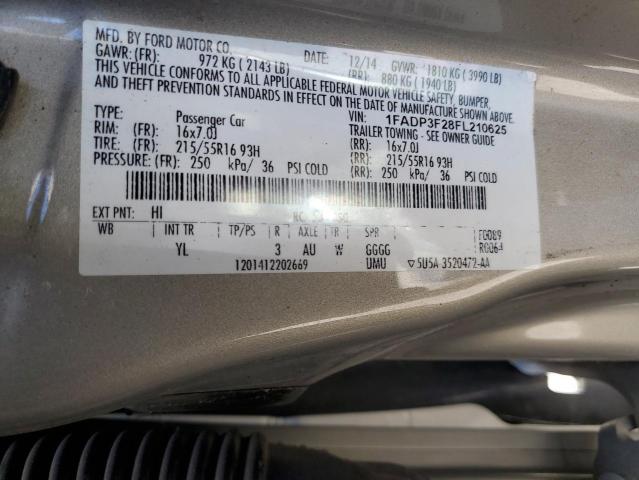 MFD. BY FORD MOTOR CO.
DATE: 12/14 GVWR: 1810 KG ( 3990 LB)
GAWR: (FR): 972 KG ( 2143 LB) (RR): 880 KG ( 1940 LB)
THIS VEHICLE CONFORMS TO ALL APPLICABLE FEDERAL MOTOR VEHICLE SAFETY, BUMPER,
AND THEFT PREVENTION STANDARDS IN EFFECT ON THE DATE OF MANUFACTURE SHOWN ABOVE.
VIN: 1FADP3F28FL210625
TYPE: Passenger Car TRAILER TOWING - SEE OWNER GUIDE
RIM: (FR): 16x7.0J (RR): 16x7.0J
TIRE: (FR): 215/55R16 93H (RR): 215/55R16 93H
PRESSURE: (FR): 250 kPa/ 36 PSI COLD (RR): 250 kPa/ 36 PSI COLD
EXT PNT: HI RC:
WB INT TR TP/PS R AXLE TR SPR F0089
YL 3 AU W GGGG R0064
1201412202669 UMU ▽5U5A 3520472-AA